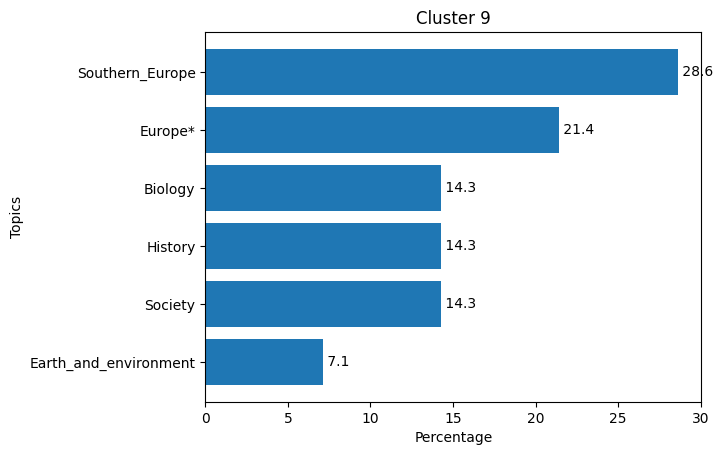 Cluster 9
Southern_Europe 28.6
Europe* 21.4
Biology 14.3
History 14.3
Society 14.3
Earth_and_environment 7.1
Topics
0 5 10 15 20 25 30
Percentage